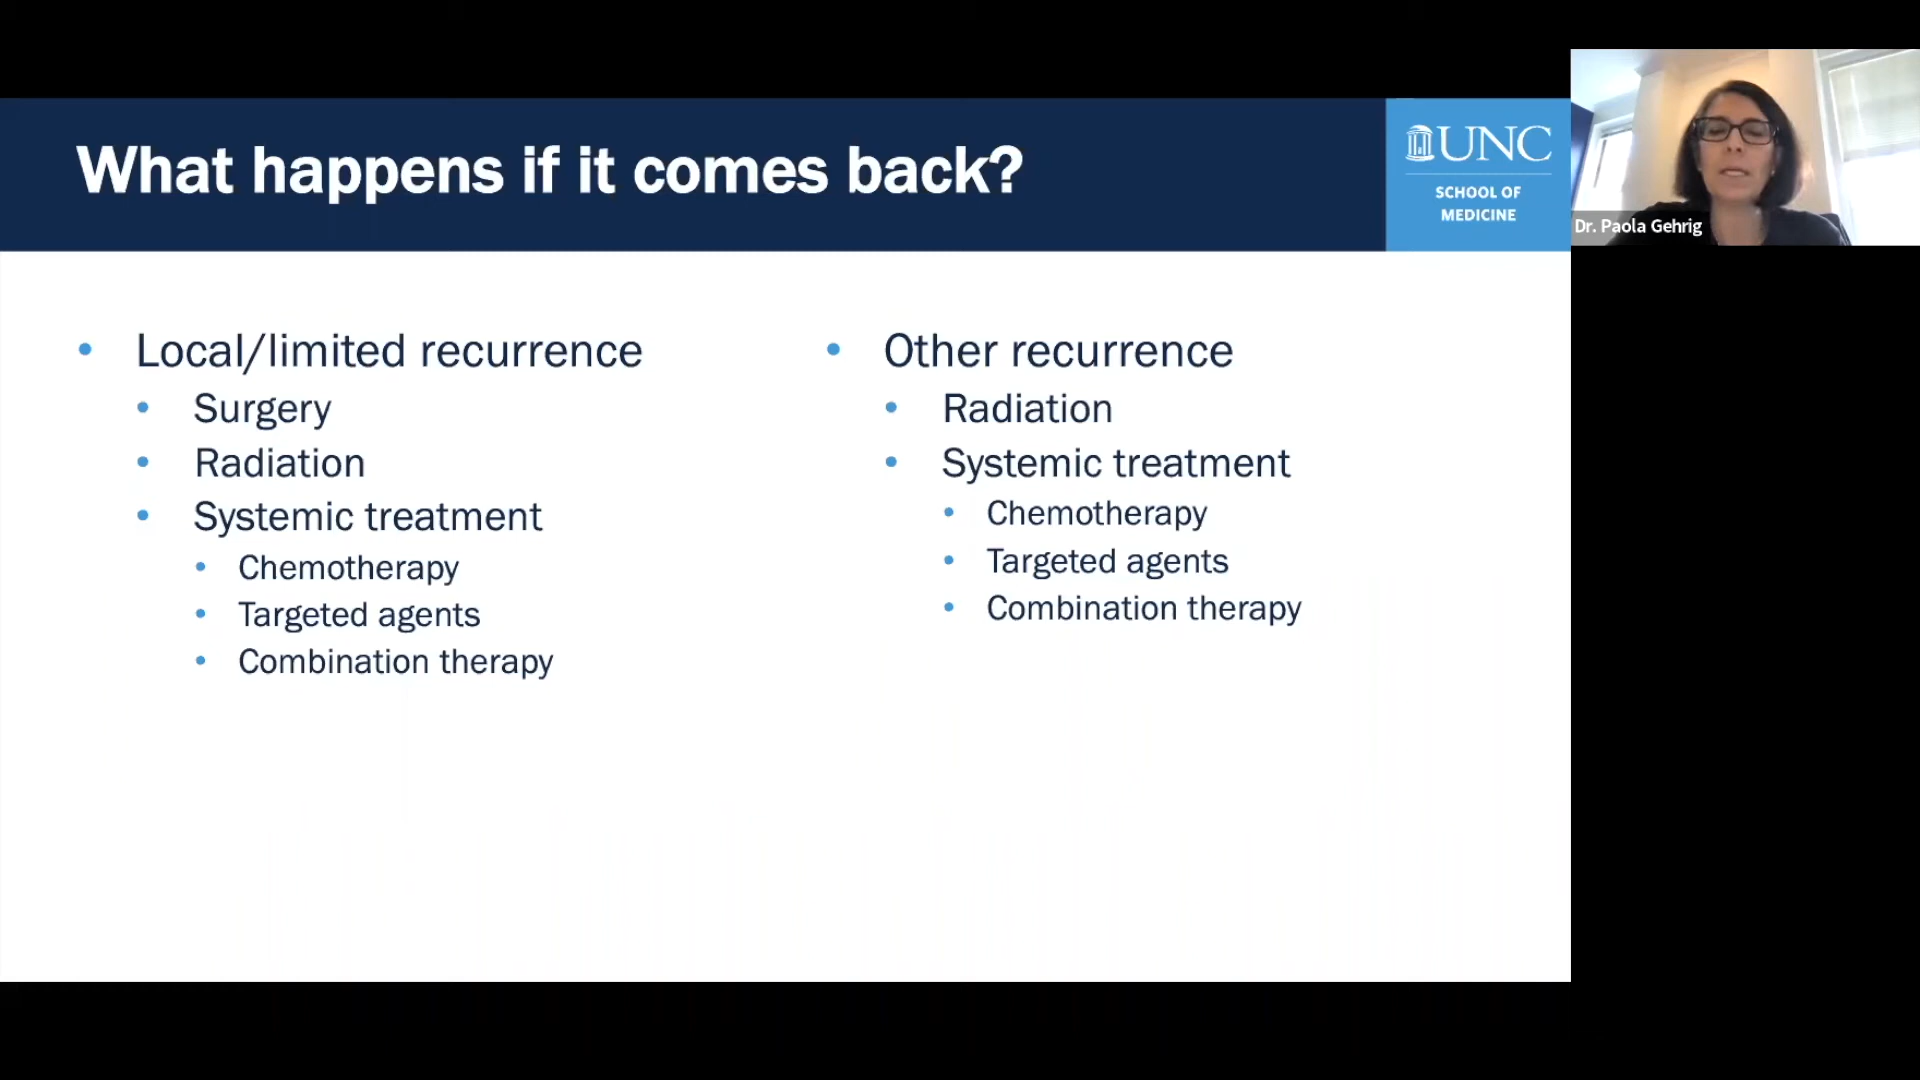 What happens if it comes back?
UNC
SCHOOL OF
MEDICINE
Dr. Paola Gehrig
• Local/limited recurrence
• Surgery
• Radiation
• Systemic treatment
• Chemotherapy
• Targeted agents
• Combination therapy
• Other recurrence
• Radiation
• Systemic treatment
• Chemotherapy
• Targeted agents
• Combination therapy